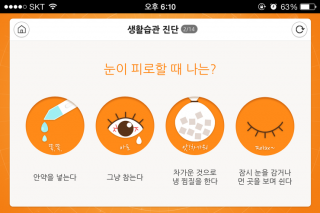 SKT
오후 6:10
63%
생활습관 진단 2/14
눈이 피로할 때 나는?
안약을 넣는다
그냥 참는다
차가운 것으로
냉 찜질을 한다
잠시 눈을 감거나
먼 곳을 보며 쉰다